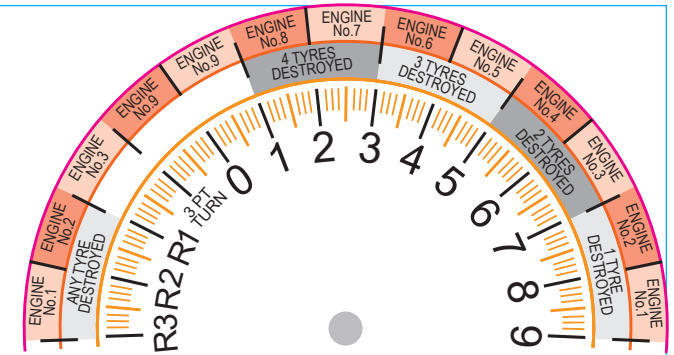 ENGINE
No.1
ENGINE
No.2
ENGINE
No.3
ENGINE
No.9
ENGINE
No.9
ENGINE
No.8
ENGINE
No.7
ENGINE
No.6
ENGINE
No.5
ENGINE
No.4
ENGINE
No.3
ENGINE
No.2
ENGINE
No.1
ANY TYRE
DESTROYED
4 TYRES
DESTROYED
3 TYRES
DESTROYED
2 TYRES
DESTROYED
1 TYRE
DESTROYED
R3
R2
R1
3 PT
TURN
0
1
2
3
4
5
6
7
8
9